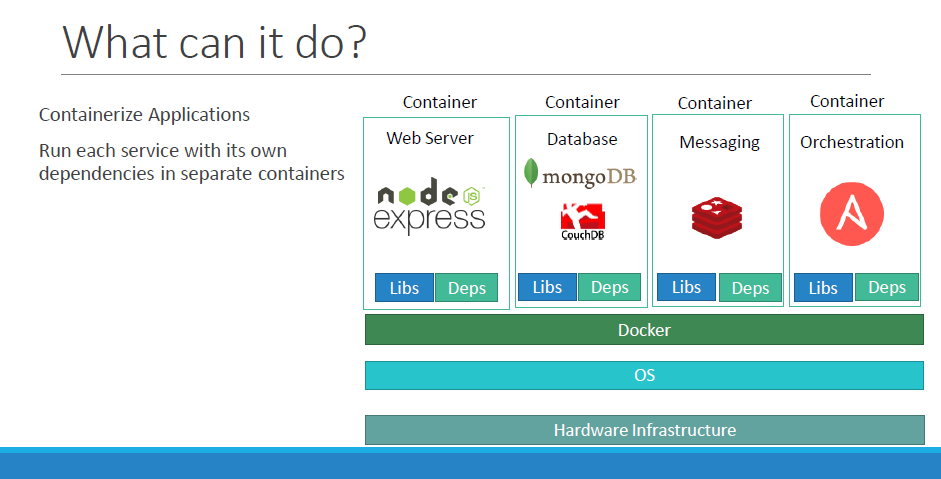 What can it do?
Containerize Applications
Run each service with its own
dependencies in separate containers
Container
Container
Container
Container
Web Server
Database
Messaging
Orchestration
node
JS
express
mongoDB
CouchDB
A
Libs
Deps
Libs
Deps
Libs
Deps
Libs
Deps
Docker
OS
Hardware Infrastructure